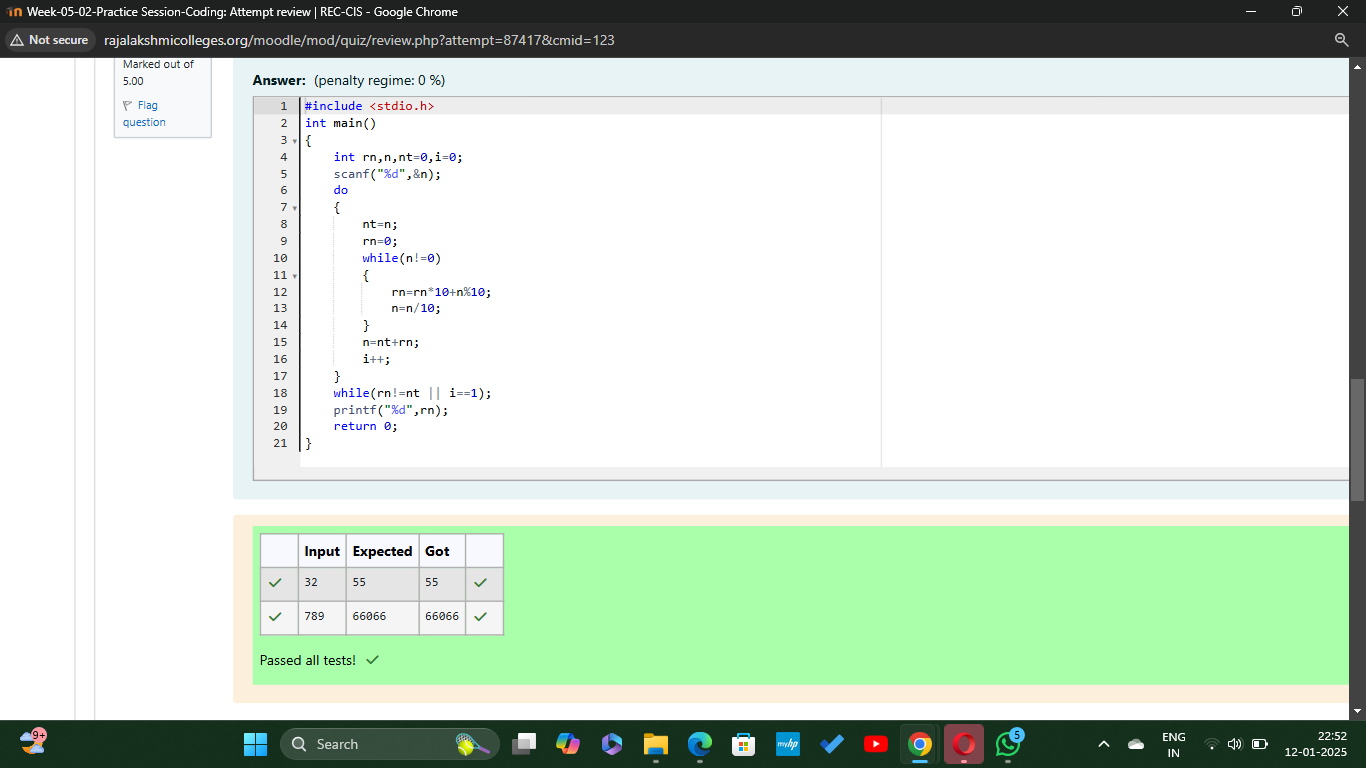 Week-05-02-Practice Session-Coding: Attempt review | REC-CIS - Google Chrome
Not secure rajalakshmicolleges.org/moodle/mod/quiz/review.php?attempt=87417&cmid=123
Marked out of
5.00
Flag
question
Answer: (penalty regime: 0 %)
1 #include <stdio.h>
2 int main()
3 {
4 int rn,n,nt=0,i=0;
5 scanf("%d",&n);
6 do
7 {
8 nt=n;
9 rn=0;
10 while(n!=0)
11 {
12 rn=rn*10+n%10;
13 n=n/10;
14 }
15 n=nt+rn;
16 i++;
17 }
18 while(rn!=nt || i==1);
19 printf("%d",rn);
20 return 0;
21 }
Input Expected Got
32 55 55
789 66066 66066
Passed all tests!
9+
Search
myhp
5
ENG
IN
22:52
12-01-2025